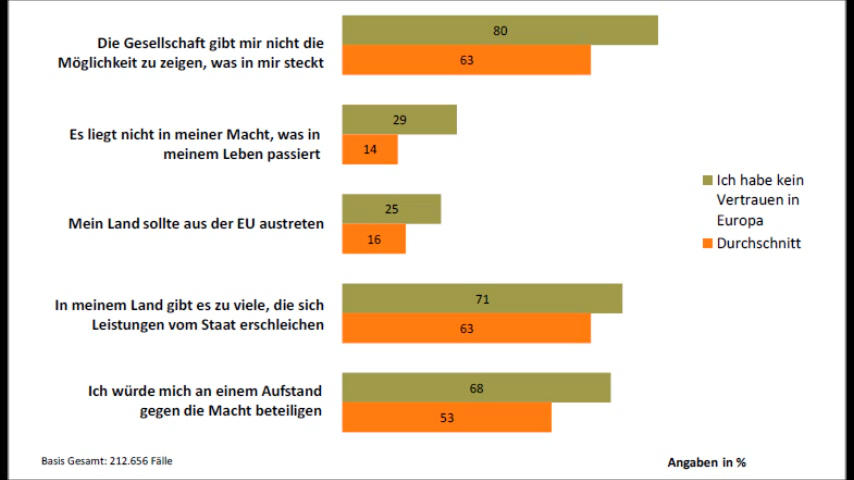 Die Gesellschaft gibt mir nicht die
Möglichkeit zu zeigen, was in mir steckt
80
63
Es liegt nicht in meiner Macht, was in
meinem Leben passiert
29
14
Mein Land sollte aus der EU austreten
25
16
In meinem Land gibt es zu viele, die sich
Leistungen vom Staat erschleichen
71
63
Ich würde mich an einem Aufstand
gegen die Macht beteiligen
68
53
Ich habe kein
Vertrauen in
Europa
Durchschnitt
Basis Gesamt: 212.656 Fälle
Angaben in %